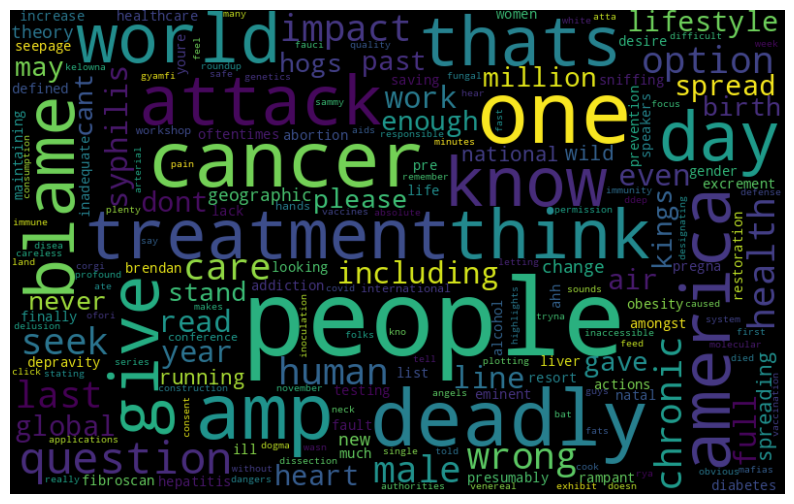 increase
healthcare
many
women
white
atta
difficult
theory
youre
feel
fauci
quality
desire
week
seepage
kelowna
roundup
world
impact
thats
lifestyle
hogs
past
option
may
defined
cant
gyamfi
safe
genetics
saving
sniffing
million
spread
attack
one
maintaining
consumption
inadequate
syphilis
workshop
sammy
work
hear
fungal
fast
prevention
speakers
focus
birth
oftentimes
abortion
aids
responsible
enough
minutes
day
blame
cancer
pain
arterial
pre
remember
national
wild
know
even
gender
excrement
immunity
defense
geographic
life
please
dont
lack
hands
vaccines
absolute
permission
ddep
designating
immune
plenty
treatment
think
kings
america
restoration
health
disea
careless
say
land
corgi
profound
ate
brendan
care
looking
including
letting
change
air
pregna
never
give
stand
addiction
covid
international
sounds
ahh
obesity
caused
system
finally
ofori
makes
inoculation
people
folks
kno
highlights
tryna
inaccessible
amongst
first
delusion
seek
read
conference
alcohol
tell
plotting
feed
molecular
depravity
series
year
human
liver
gave
died
vaccination
click
stating
running
list
line
resort
actions
guys
chronic
spreading
last
construction
november
testing
neck
angels
eminent
bat
natal
full
global
amp
deadly
fault
fats
applications
consent
new
ill
much
dogma
wasn
single
told
cook
rya
obvious
mafias
question
really
fibroscan
hepatitis
without
dangers
dissection
heart
authorities
venereal
male
wrong
presumably
exhibit
rampant
doesn
diabetes